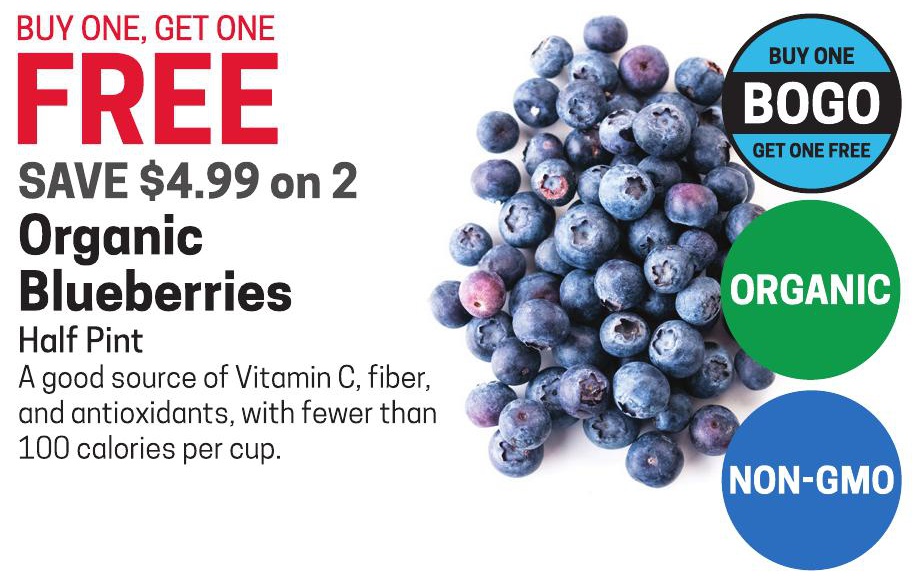 BUY ONE, GET ONE
FREE
SAVE $4.99 on 2
Organic
Blueberries
Half Pint
A good source of Vitamin C, fiber,
and antioxidants, with fewer than
100 calories per cup.
BUY ONE
BOGO
GET ONE FREE
ORGANIC
NON-GMO